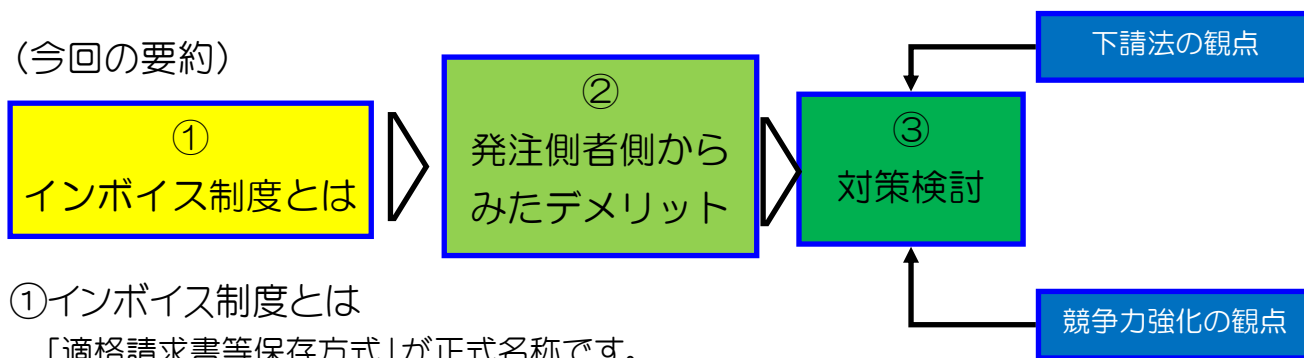 (今回の要約)
①
インボイス制度とは
②
発注側者側から
みたデメリット
③
対策検討
下請法の観点
競争力強化の観点
①インボイス制度とは
「適格請求書等保存方式」が正式名称です。